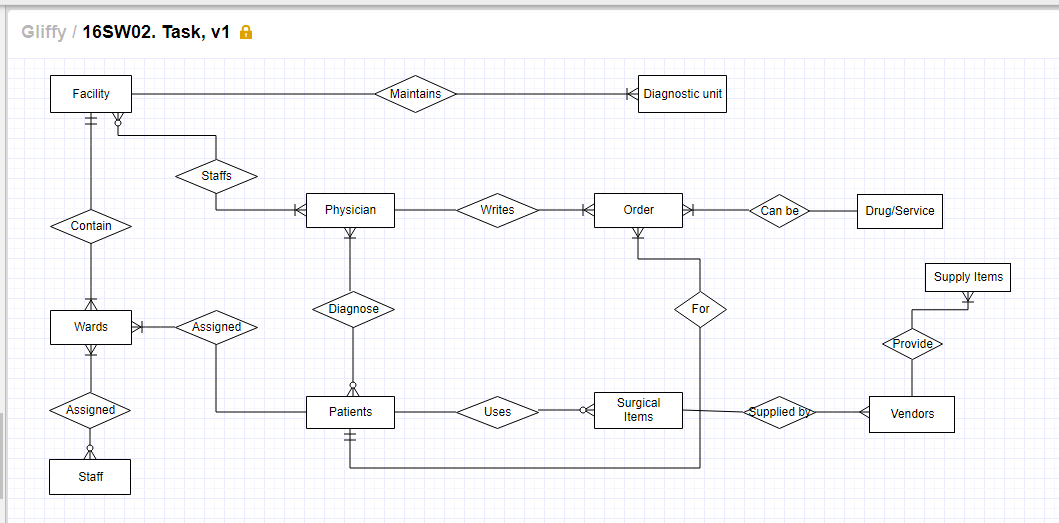 Gliffy / 16SW02. Task, v1
Facility
Maintains
Diagnostic unit
Staffs
Physician
Writes
Order
Can be
Drug/Service
Contain
Supply Items
Wards
Assigned
Diagnose
For
Provide
Assigned
Patients
Uses
Surgical
Items
Supplied by
Vendors
Staff